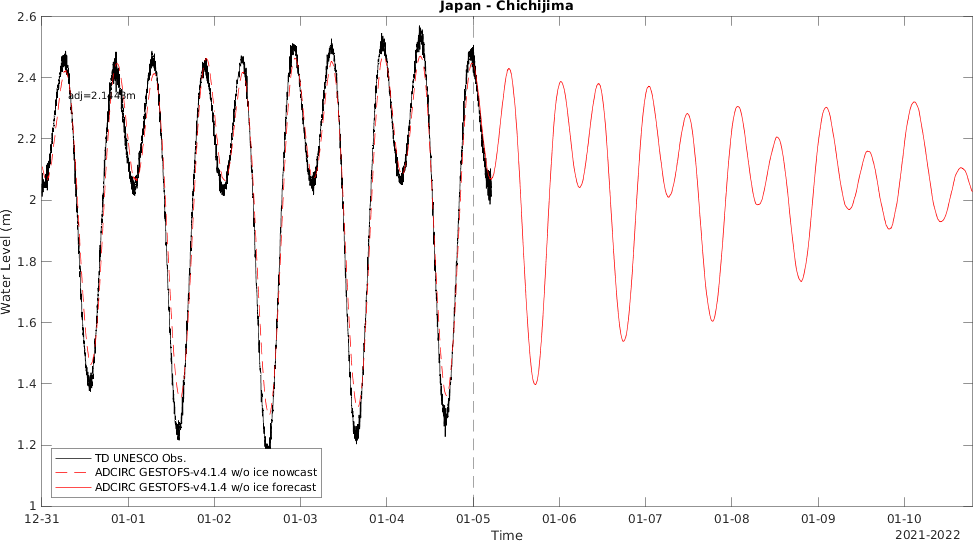 Japan - Chichijima
2.6
2.4
2.2
2
1.8
1.6
1.4
1.2
1
Water Level (m)
adj=2.1443m
TD UNESCO Obs.
ADCIRC GESTOFS-v4.1.4 w/o ice nowcast
ADCIRC GESTOFS-v4.1.4 w/o ice forecast
12-31 01-01 01-02 01-03 01-04 01-05 01-06 01-07 01-08 01-09 01-10
Time
2021-2022